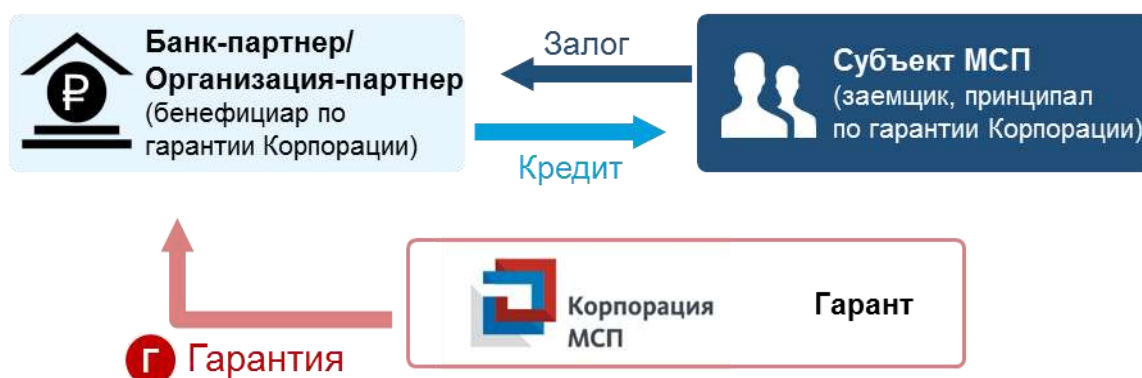 Банк-партнер/
Организация-партнер
(бенефициар по
гарантии Корпорации)
Залог
Кредит
Субъект МСП
(заемщик, принципал
по гарантии Корпорации)
Корпорация
МСП
Гарант
Г Гарантия